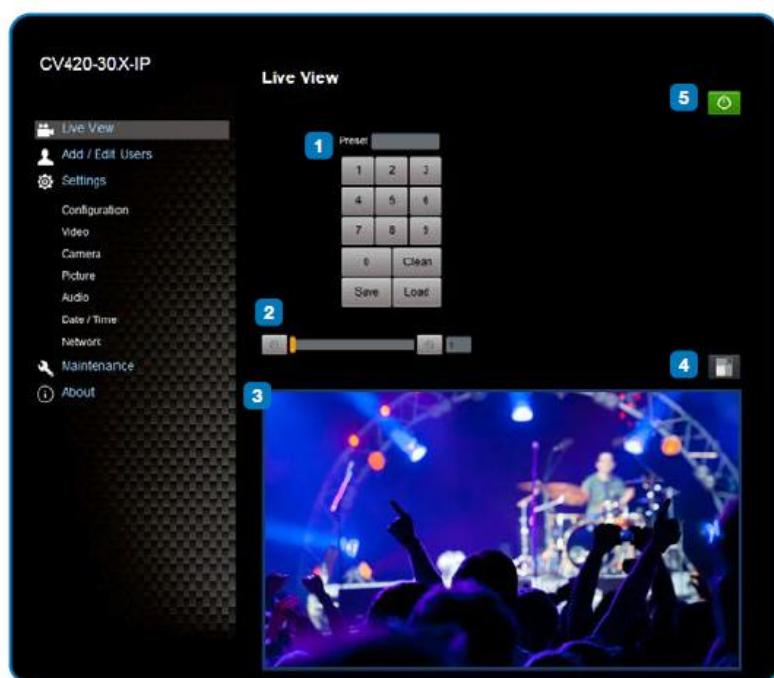 CV420-30X-IP
Live View
5
Live View
Add / Edit Users
Settings
Configuration
Video
Camera
Picture
Audio
Date / Time
Network
Maintenance
About
1
Preset
1 2 3
4 5 6
7 8 9
0 Clean
Save Load
2
4
3